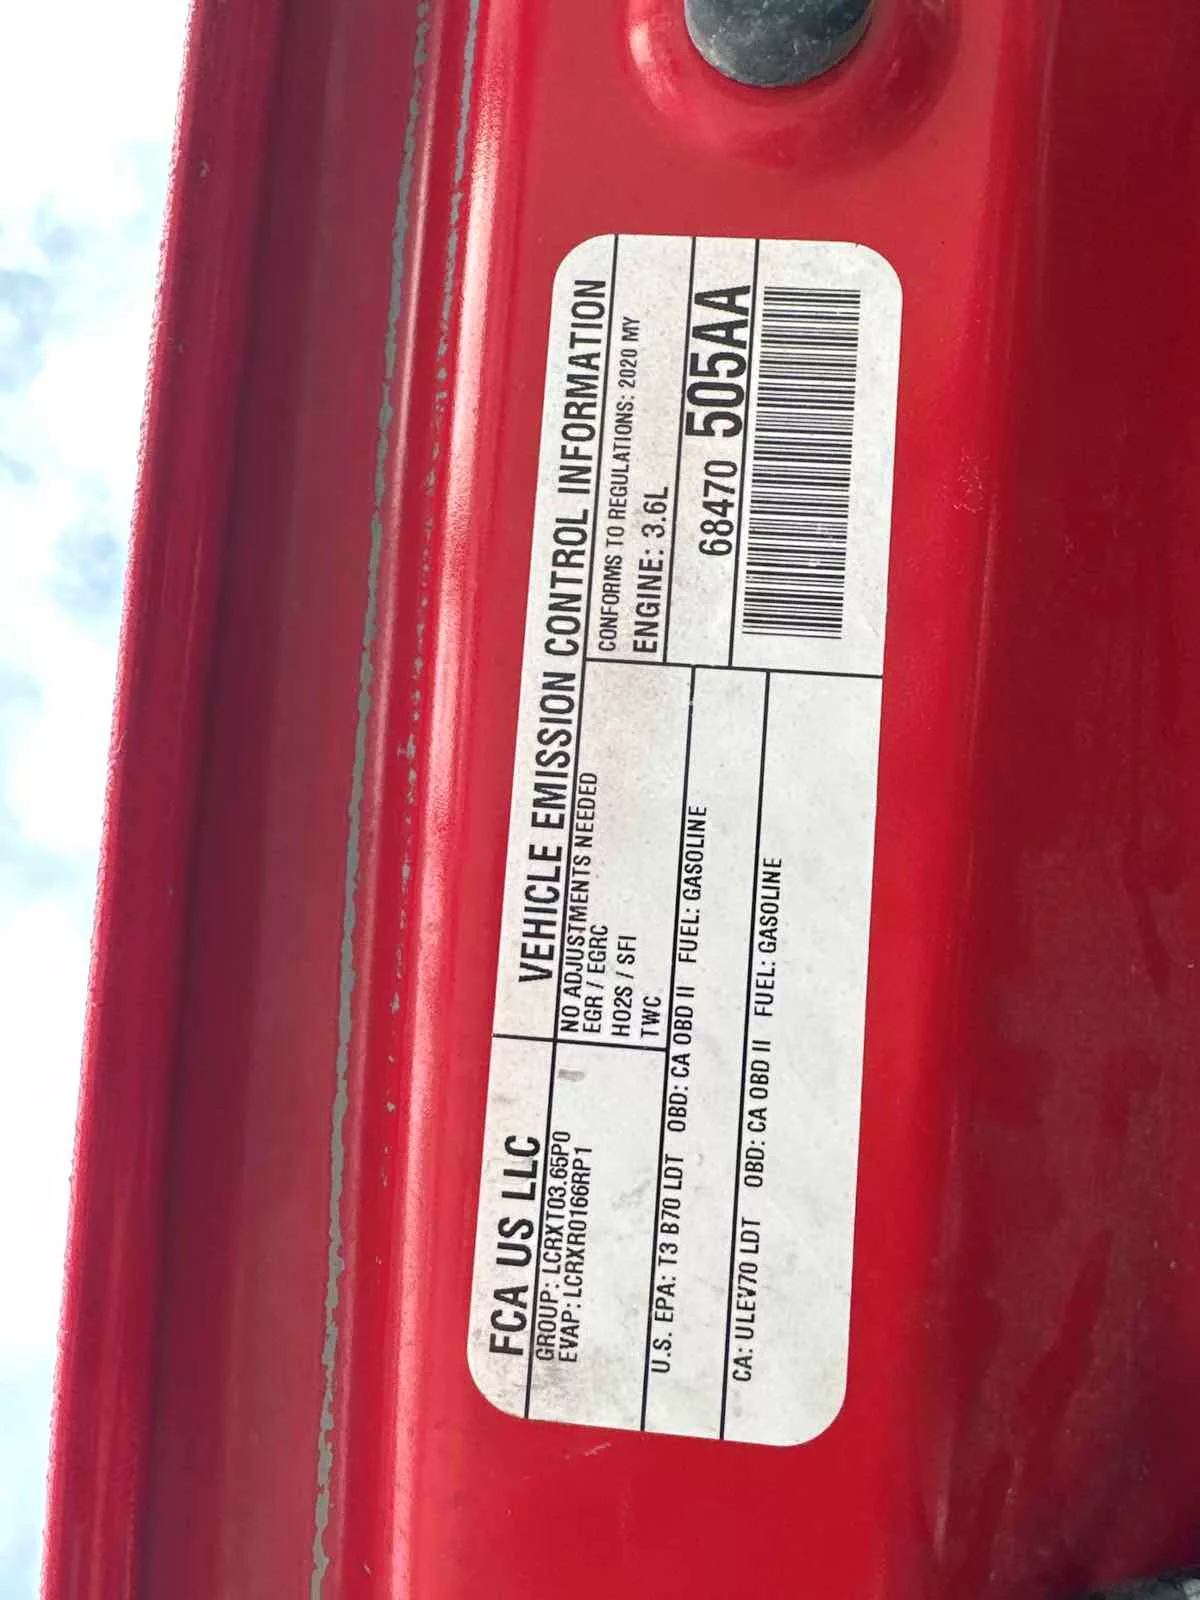 FCA US LLC
VEHICLE EMISSION CONTROL INFORMATION
GROUP: LCRXT03.65P0
EVAP: LCRXR0166RP1
NO ADJUSTMENTS NEEDED
EGR / EGRC
HO2S / SFI
TWC
CONFORMS TO REGULATIONS: 2020 MY
ENGINE: 3.6L
U.S. EPA: T3 B70 LDT OBD: CA OBD II FUEL: GASOLINE
CA: ULEV70 LDT OBD: CA OBD II FUEL: GASOLINE
68470 505AA